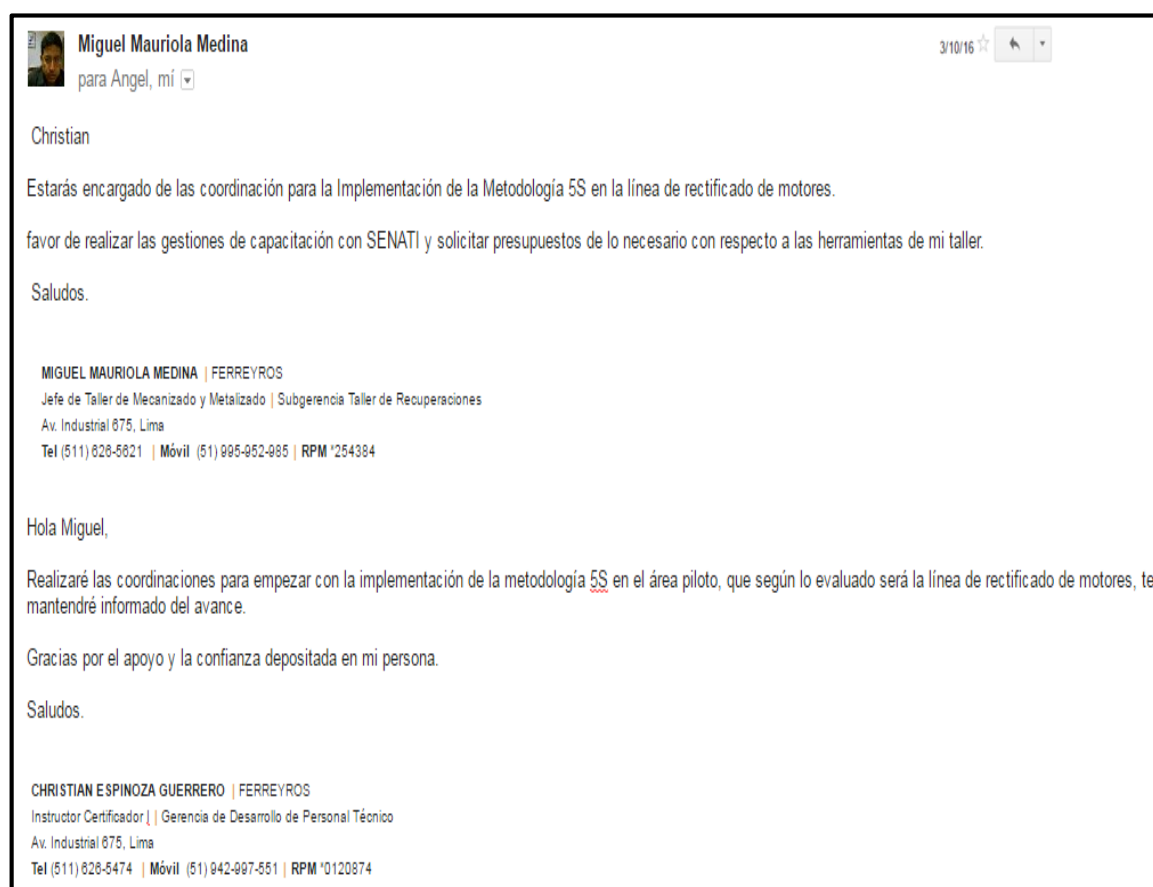 Miguel Mauriola Medina
3/10/16
para Angel, mí
Christian
Estarás encargado de las coordinación para la Implementación de la Metodología 5S en la línea de rectificado de motores.
favor de realizar las gestiones de capacitación con SENATI y solicitar presupuestos de lo necesario con respecto a las herramientas de mi taller.
Saludos.
MIGUEL MAURIOLA MEDINA | FERREYROS
Jefe de Taller de Mecanizado y Metalizado | Subgerencia Taller de Recuperaciones
Av. Industrial 675, Lima
Tel (511) 626-5621 | Móvil (51) 995-952-985 | RPM *254384
Hola Miguel,
Realizaré las coordinaciones para empezar con la implementación de la metodología 5S en el área piloto, que según lo evaluado será la línea de rectificado de motores, te
mantendré informado del avance.
Gracias por el apoyo y la confianza depositada en mi persona.
Saludos.
CHRISTIAN ESPINOZA GUERRERO | FERREYROS
Instructor Certificador I | Gerencia de Desarrollo de Personal Técnico
Av. Industrial 675, Lima
Tel (511) 626-5474 | Móvil (51) 942-997-551 | RPM *0120874